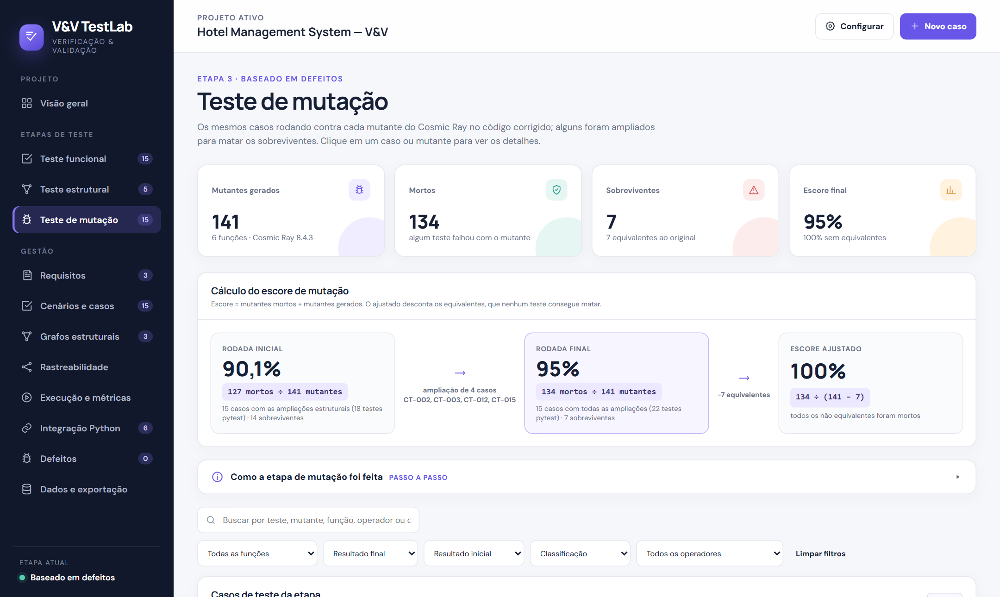 V&V TestLab
VERIFICAÇÃO &
VALIDAÇÃO
PROJETO
Visão geral
ETAPAS DE TESTE
Teste funcional 15
Teste estrutural 5
Teste de mutação 15
GESTÃO
Requisitos 3
Cenários e casos 15
Grafos estruturais 3
Rastreabilidade
Execução e métricas
Integração Python 6
Defeitos 0
Dados e exportação
ETAPA ATUAL
Baseado em defeitos
PROJETO ATIVO
Hotel Management System — V&V
Configurar
Novo caso
ETAPA 3 · BASEADO EM DEFEITOS
Teste de mutação
Os mesmos casos rodando contra cada mutante do Cosmic Ray no código corrigido; alguns foram ampliados
para matar os sobreviventes. Clique em um caso ou mutante para ver os detalhes.
Mutantes gerados
141
6 funções · Cosmic Ray 8.4.3
Mortos
134
algum teste falhou com o mutante
Sobreviventes
7
7 equivalentes ao original
Escore final
95%
100% sem equivalentes
Cálculo do escore de mutação
Escore = mutantes mortos ÷ mutantes gerados. O ajustado desconta os equivalentes, que nenhum teste consegue matar.
RODADA INICIAL
90,1%
127 mortos ÷ 141 mutantes
15 casos com as ampliações estruturais (18 testes
pytest) · 14 sobreviventes
→
ampliação de 4 casos
CT-002, CT-003, CT-012, CT-015
RODADA FINAL
95%
134 mortos ÷ 141 mutantes
15 casos com todas as ampliações (22 testes
pytest) · 7 sobreviventes
→
−7 equivalentes
ESCORE AJUSTADO
100%
134 ÷ (141 − 7)
todos os não equivalentes foram mortos
Como a etapa de mutação foi feita PASSO A PASSO
Buscar por teste, mutante, função, operador ou c
Todas as funções
Resultado final
Resultado inicial
Classificação
Todos os operadores
Limpar filtros
Casos de teste da etapa